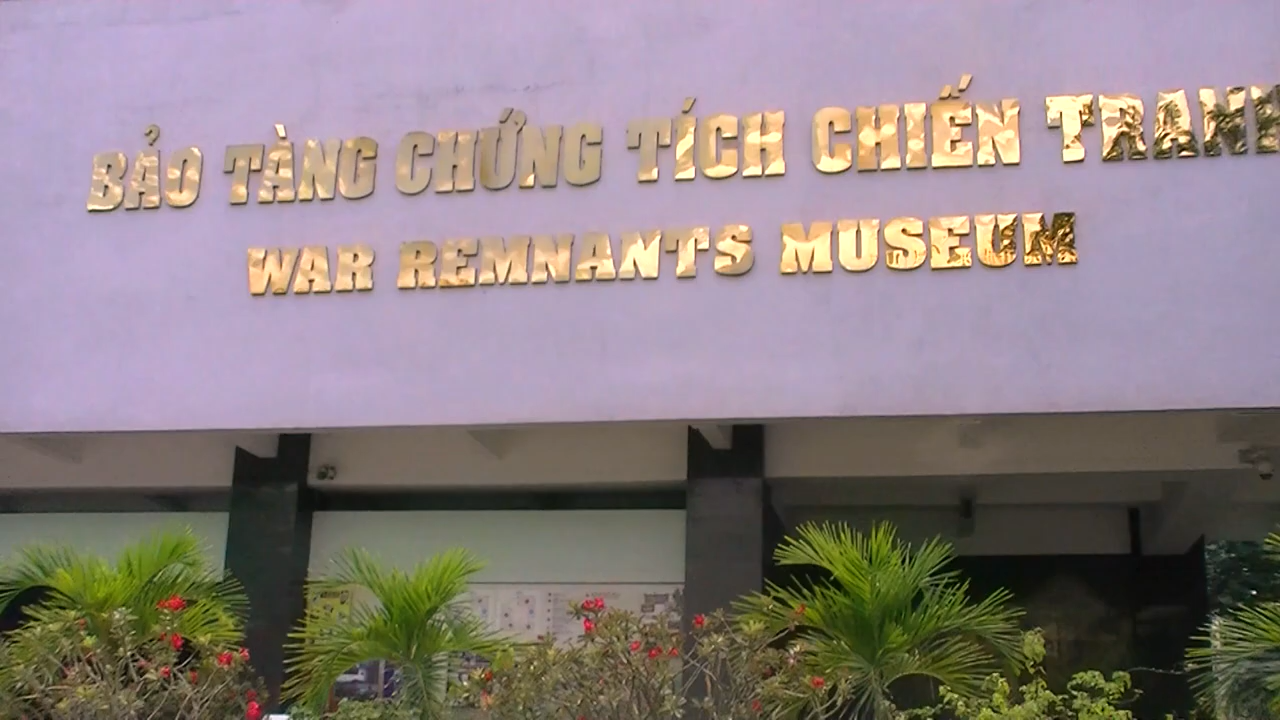 BẢO TÀNG CHỨNG TÍCH CHIẾN TRANH
WAR REMNANTS MUSEUM